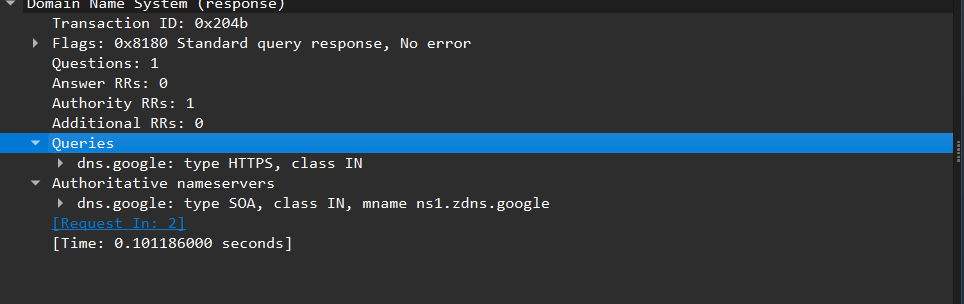 Domain Name System (response)
Transaction ID: 0x204b
Flags: 0x8180 Standard query response, No error
Questions: 1
Answer RRs: 0
Authority RRs: 1
Additional RRs: 0
Queries
dns.google: type HTTPS, class IN
Authoritative nameservers
dns.google: type SOA, class IN, mname ns1.zdns.google
[Request In: 2]
[Time: 0.101186000 seconds]